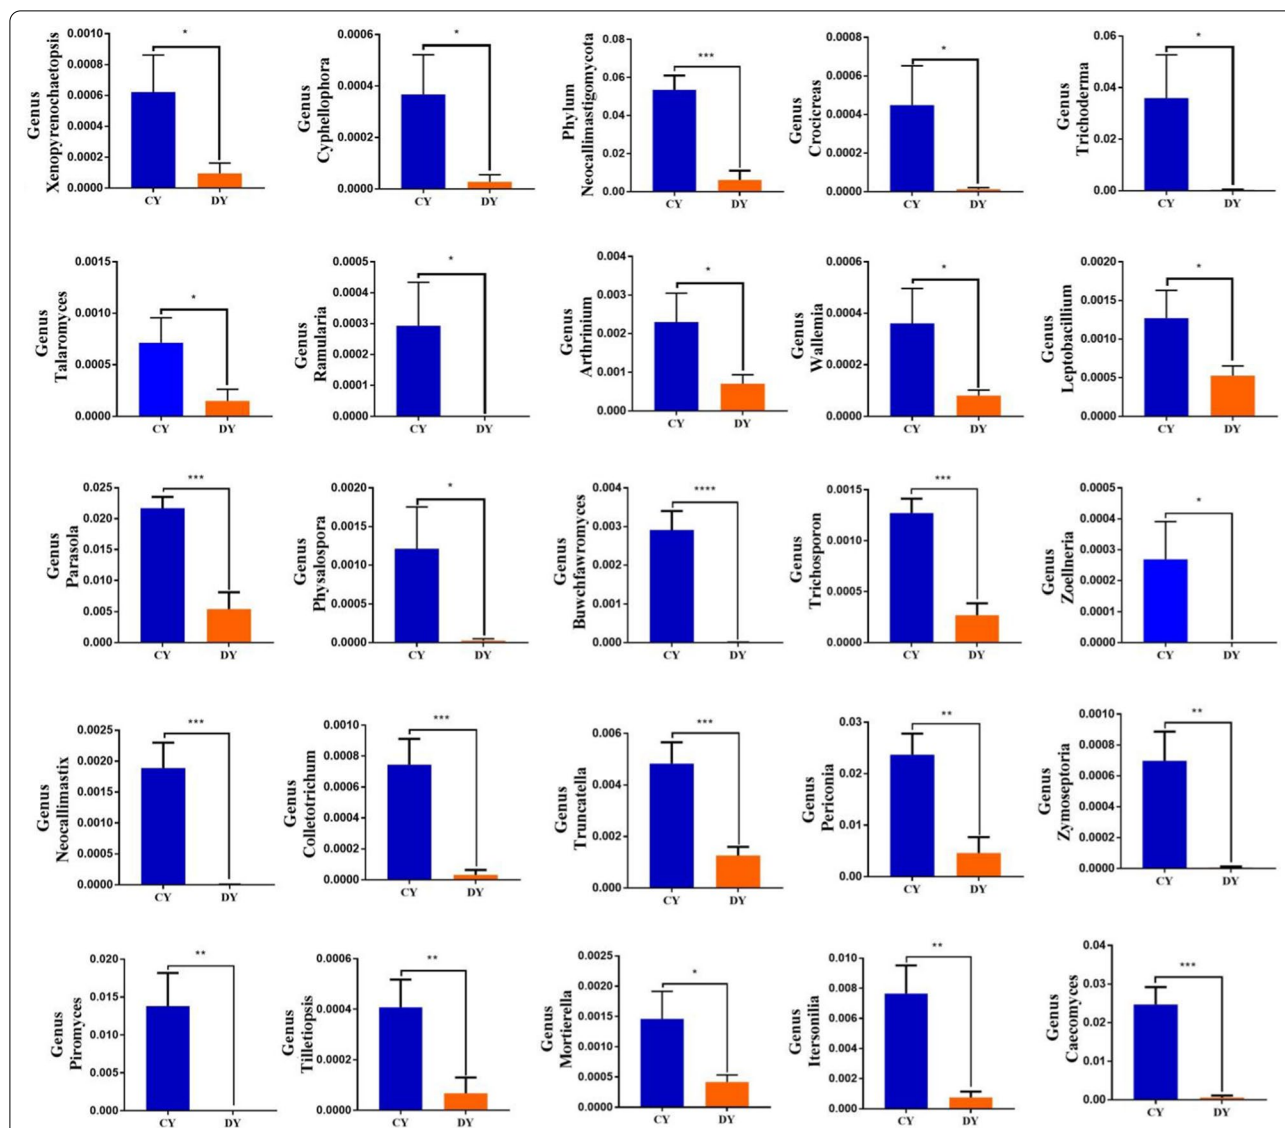 Genus
Xenopyrenochaetopsis
0.0010
0.0008
0.0006
0.0004
0.0002
0.0000
*
CY DY
Genus
Cyphellophora
0.0006
0.0004
0.0002
0.0000
*
CY DY
Phylum
Neocallimastigomycota
0.08
0.06
0.04
0.02
0.00
***
CY DY
Genus
Crocicreas
0.0008
0.0006
0.0004
0.0002
0.0000
*
CY DY
Genus
Trichoderma
0.06
0.04
0.02
0.00
*
CY DY
Genus
Talaromyces
0.0015
0.0010
0.0005
0.0000
*
CY DY
Genus
Ramularia
0.0005
0.0004
0.0003
0.0002
0.0001
0.0000
*
CY DY
Genus
Arthrinium
0.004
0.003
0.002
0.001
0.000
*
CY DY
Genus
Wallemia
0.0006
0.0004
0.0002
0.0000
*
CY DY
Genus
Leptobacillium
0.0020
0.0015
0.0010
0.0005
0.0000
*
CY DY
Genus
Parasola
0.025
0.020
0.015
0.010
0.005
0.000
***
CY DY
Genus
Physalospora
0.0020
0.0015
0.0010
0.0005
0.0000
*
CY DY
Genus
Buwchfawromyces
0.004
0.003
0.002
0.001
0.000
****
CY DY
Genus
Trichosporon
0.0015
0.0010
0.0005
0.0000
***
CY DY
Genus
Zoellneria
0.0005
0.0004
0.0003
0.0002
0.0001
0.0000
*
CY DY
Genus
Neocallimastix
0.0025
0.0020
0.0015
0.0010
0.0005
0.0000
***
CY DY
Genus
Colletotrichum
0.0010
0.0008
0.0006
0.0004
0.0002
0.0000
***
CY DY
Genus
Truncatella
0.006
0.004
0.002
0.000
***
CY DY
Genus
Periconia
0.03
0.02
0.01
0.00
**
CY DY
Genus
Zymoseptoria
0.0010
0.0008
0.0006
0.0004
0.0002
0.0000
**
CY DY
Genus
Piromyces
0.020
0.015
0.010
0.005
0.000
**
CY DY
Genus
Tilletiopsis
0.0006
0.0004
0.0002
0.0000
**
CY DY
Genus
Mortierella
0.0025
0.0020
0.0015
0.0010
0.0005
0.0000
*
CY DY
Genus
Itersonilia
0.010
0.008
0.006
0.004
0.002
0.000
**
CY DY
Genus
Caecomyces
0.04
0.03
0.02
0.01
0.00
***
CY DY